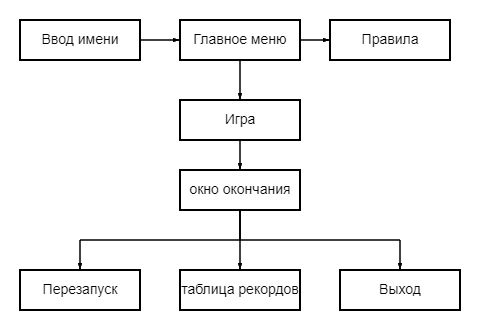 Ввод имени
Главное меню
Правила
Игра
окно окончания
Перезапуск
таблица рекордов
Выход